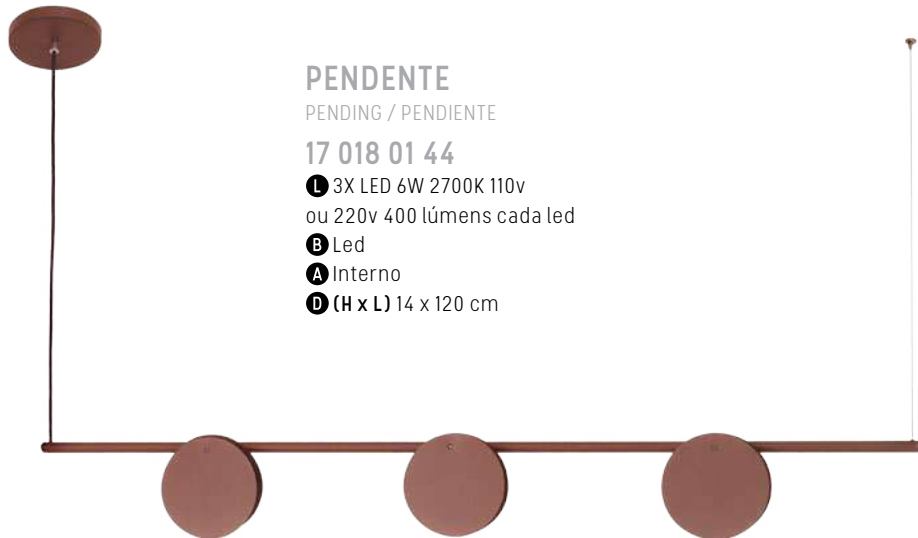 PENDENTE
PENDING / PENDIENTE
17 018 01 44
L 3X LED 6W 2700K 110v
ou 220v 400 lúmens cada led
B Led
A Interno
D (H x L) 14 x 120 cm